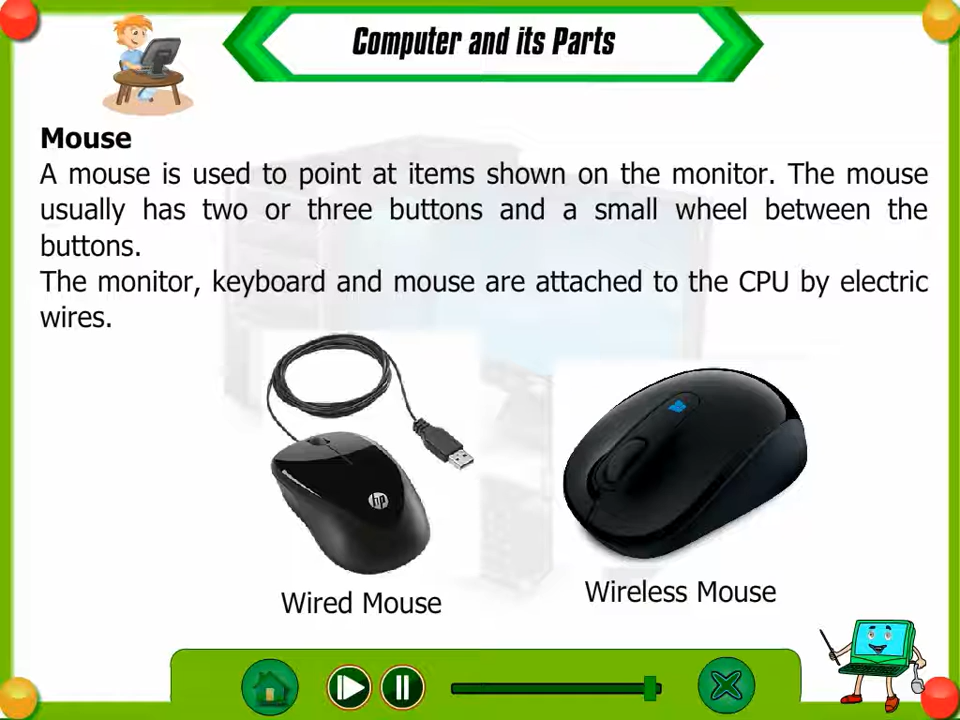 Computer and its Parts
Mouse
A mouse is used to point at items shown on the monitor. The mouse
usually has two or three buttons and a small wheel between the
buttons.
The monitor, keyboard and mouse are attached to the CPU by electric
wires.
hp
Wired Mouse
Wireless Mouse